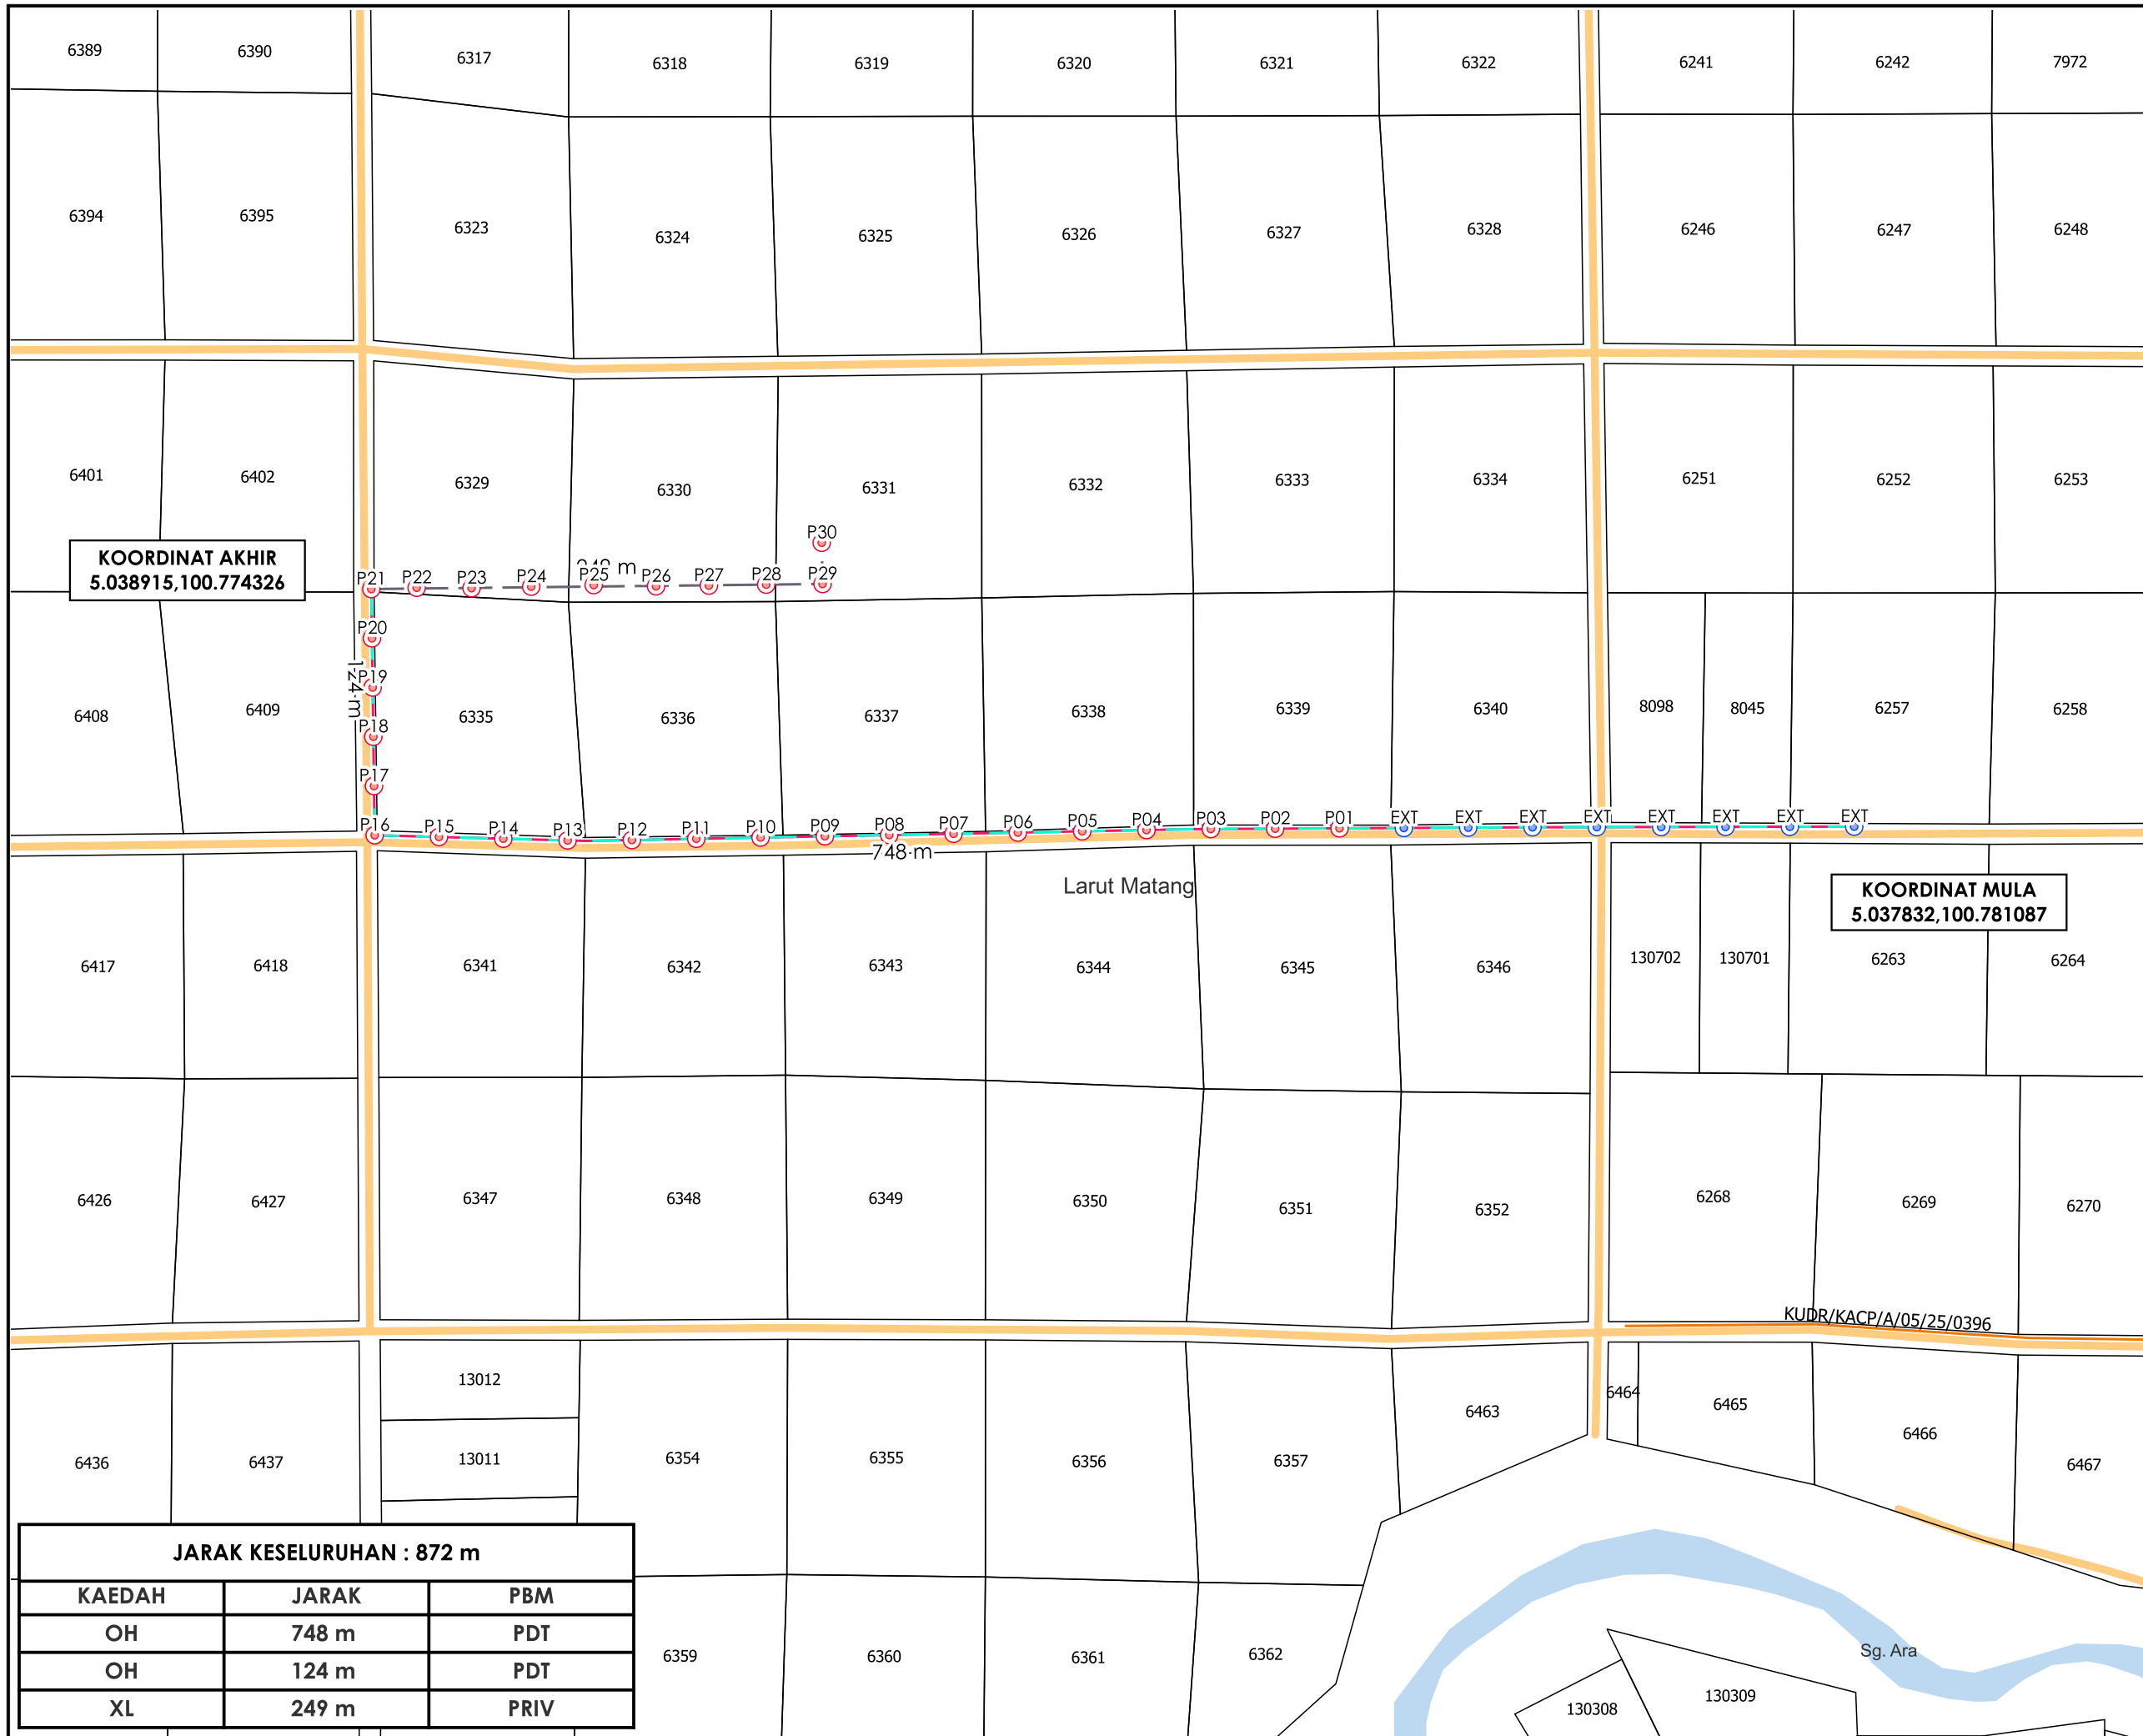 6389 6390 6317 6318 6319 6320 6321 6322 6241 6242 7972
6394 6395 6323 6324 6325 6326 6327 6328 6246 6247 6248
6401 6402 6329 6330 6331 6332 6333 6334 6251 6252 6253
P30
KOORDINAT AKHIR
5.038915,100.774326
P21 P22 P23 P24 P25 P26 P27 P28 P29
m
P20
P19
124 m
P18
P17
6408 6409 6335 6336 6337 6338 6339 6340 8098 8045 6257 6258
P16 P15 P14 P13 P12 P11 P10 P09 P08 P07 P06 P05 P04 P03 P02 P01 EXT EXT EXT EXT EXT EXT EXT EXT
748 m
Larut Matang
KOORDINAT MULA
5.037832,100.781087
6417 6418 6341 6342 6343 6344 6345 6346 130702 130701 6263 6264
6426 6427 6347 6348 6349 6350 6351 6352 6268 6269 6270
KUDR/KACP/A/05/25/0396
13012
13011
6436 6437 6354 6355 6356 6357 6463 6464 6465 6466 6467
JARAK KESELURUHAN : 872 m
KAEDAH JARAK PBM
OH 748 m PDT
OH 124 m PDT
XL 249 m PRIV
6359 6360 6361 6362
Sg. Ara
130308 130309